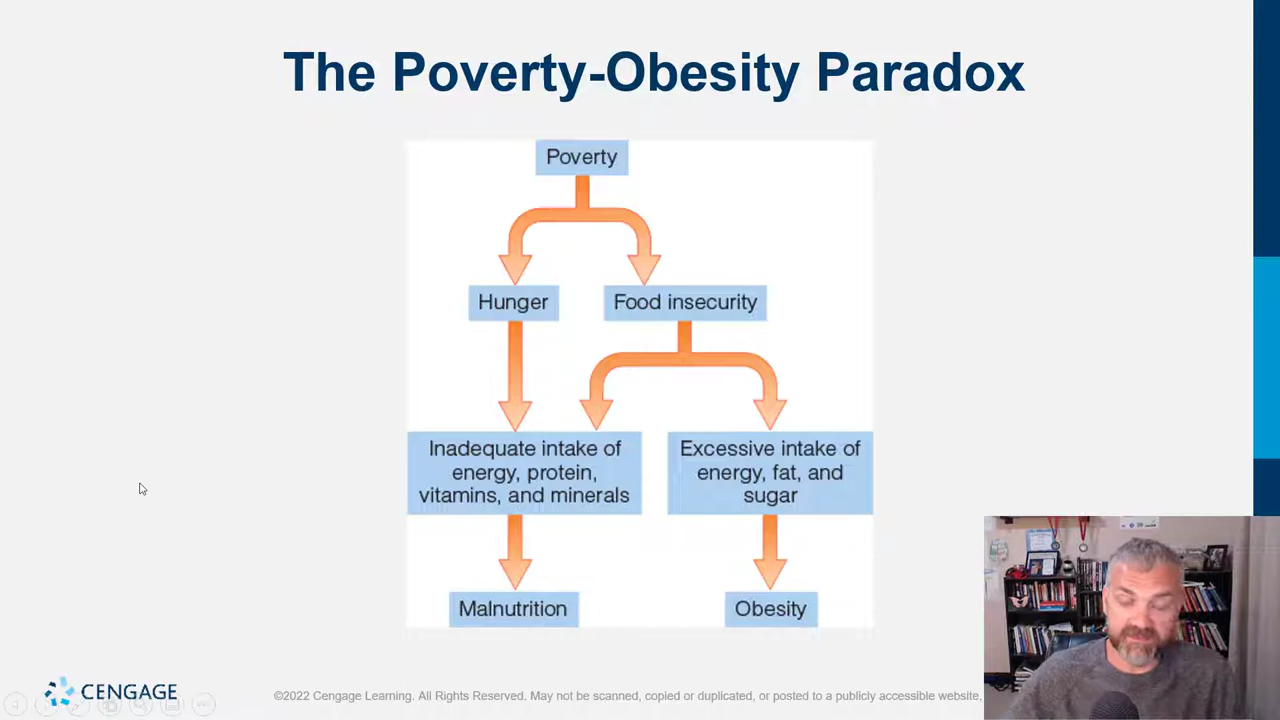 The Poverty-Obesity Paradox
Poverty
Hunger
Food insecurity
Inadequate intake of
energy, protein,
vitamins, and minerals
Excessive intake of
energy, fat, and
sugar
Malnutrition
Obesity
CENGAGE
©2022 Cengage Learning. All Rights Reserved. May not be scanned, copied or duplicated, or posted to a publicly accessible website,